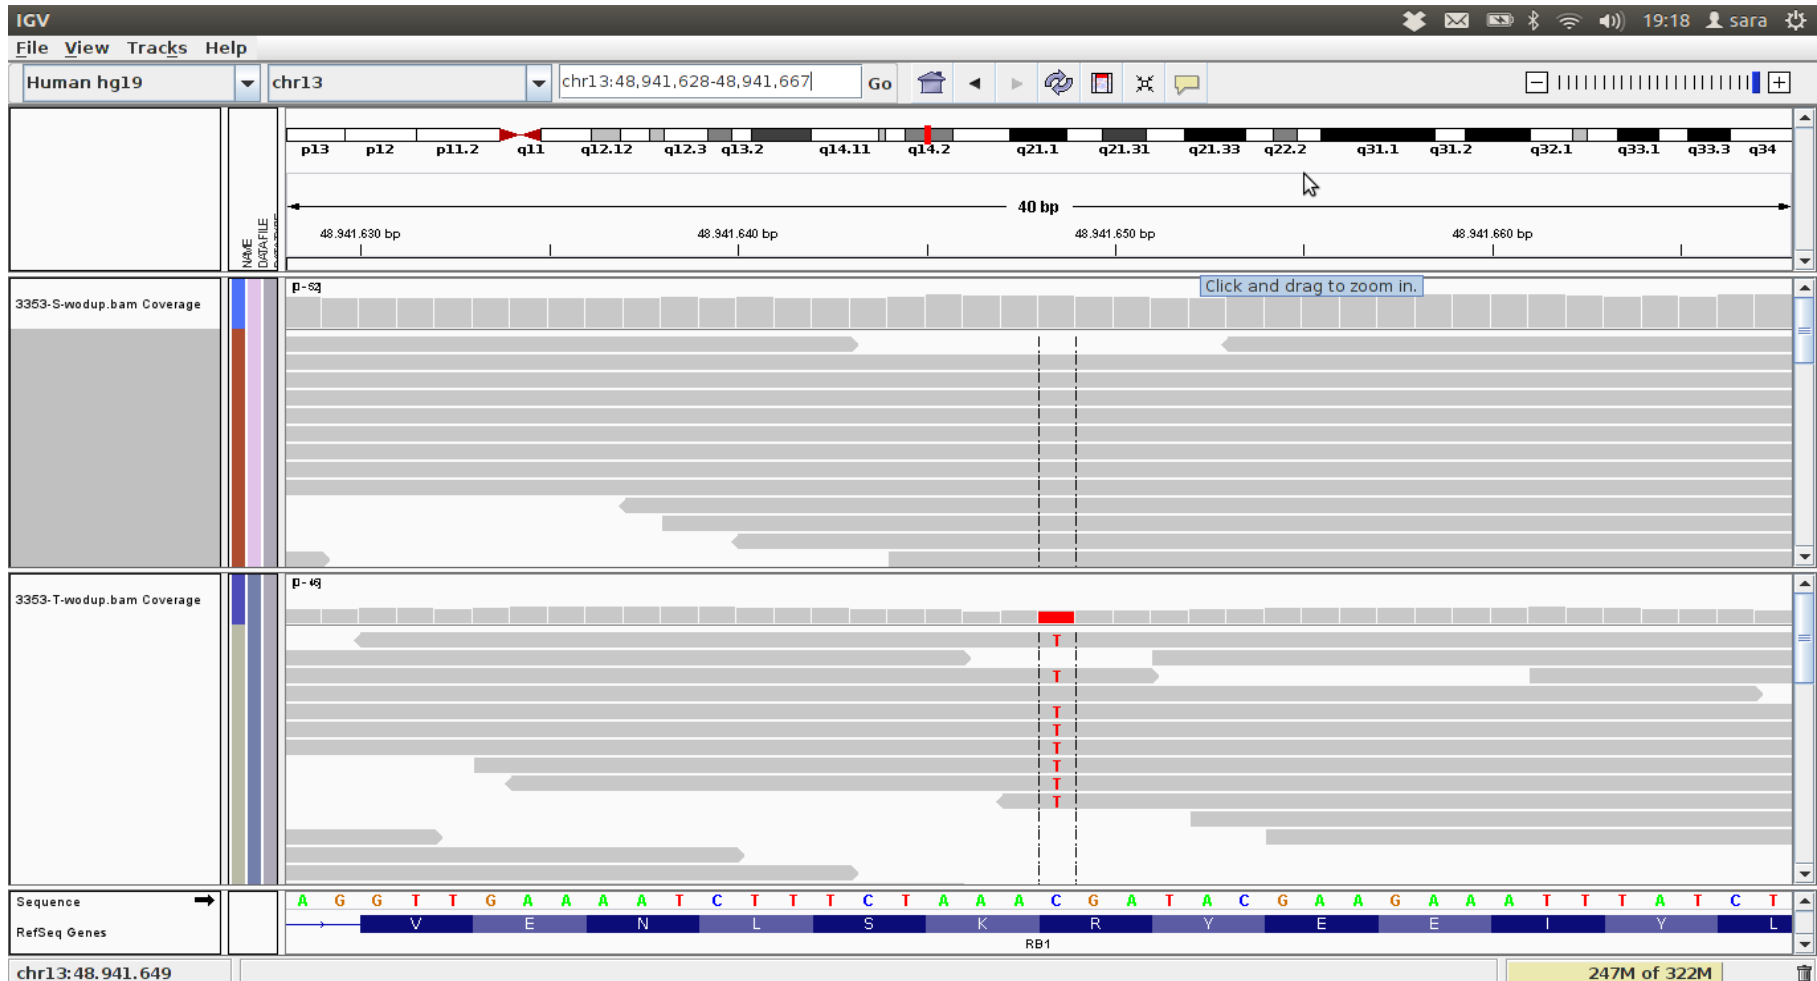 IGV 19:18 sara
File View Tracks Help
Human hg19 chr13 chr13:48,941,628-48,941,667 Go
p13 p12 p11.2 q11 q12.12 q12.3 q13.2 q14.11 q14.2 q21.1 q21.31 q21.33 q22.2 q31.1 q31.2 q32.1 q33.1 q33.3 q34
40 bp
48.941.630 bp 48.941.640 bp 48.941.650 bp 48.941.660 bp
NAME
DATA FILE
Click and drag to zoom in.
[0-52]
3353-S-wodup.bam Coverage
[0-46]
3353-T-wodup.bam Coverage
T
T
T
T
T
T
T
T
Sequence A G G T T G A A A A T C T T T C T A A A C G A T A C G A A G A A A T T T A T C T
RefSeq Genes V E N L S K R Y E E I Y L
RB1
chr13:48.941.649 247M of 322M